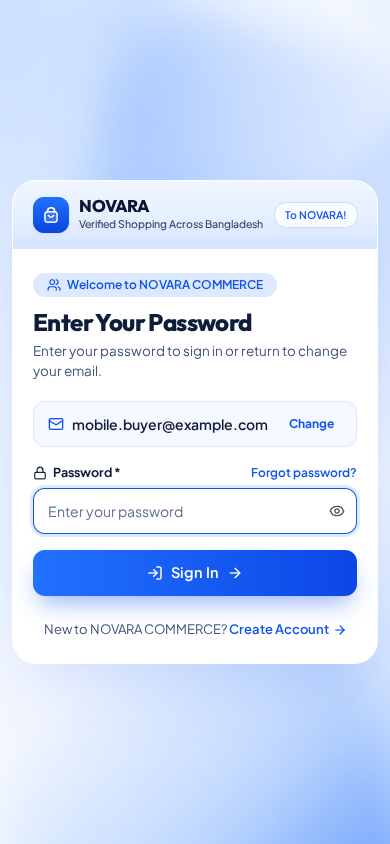 NOVARA
Verified Shopping Across Bangladesh
To NOVARA!
Welcome to NOVARA COMMERCE
Enter Your Password
Enter your password to sign in or return to change
your email.
mobile.buyer@example.com
Change
Password *
Forgot password?
Enter your password
Sign In
New to NOVARA COMMERCE? Create Account